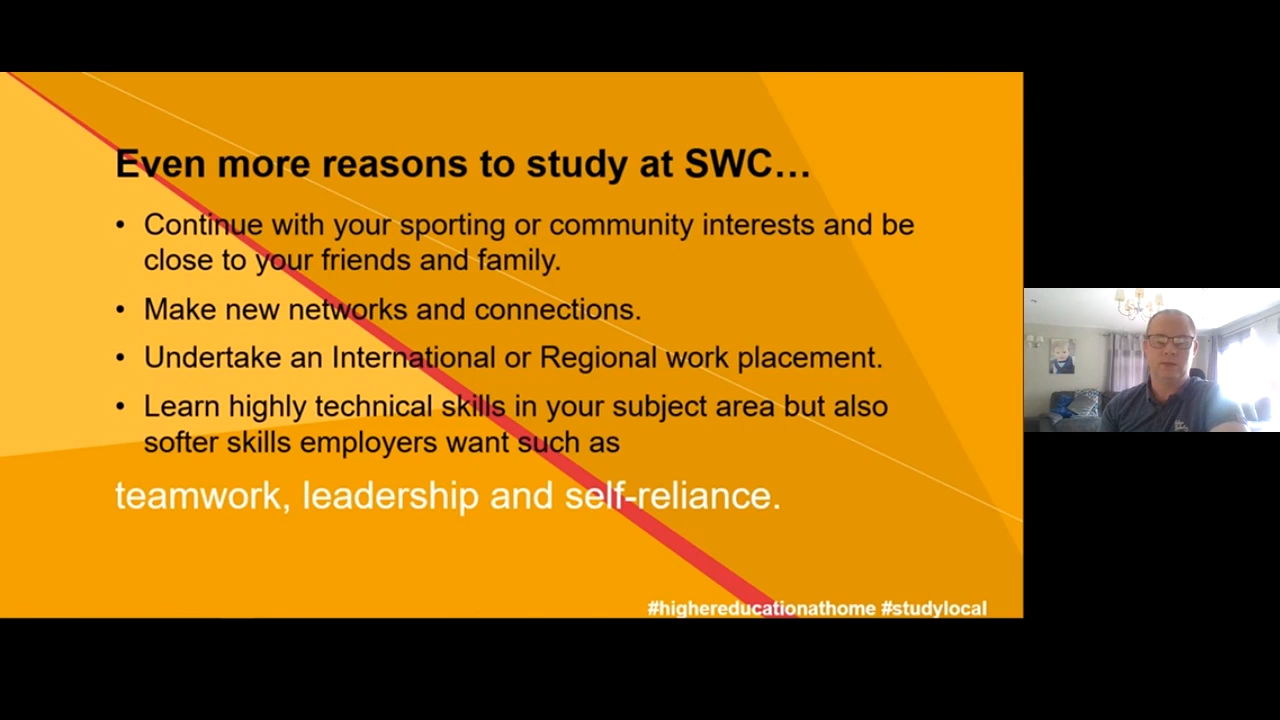 Even more reasons to study at SWC…
• Continue with your sporting or community interests and be
close to your friends and family.
• Make new networks and connections.
• Undertake an International or Regional work placement.
• Learn highly technical skills in your subject area but also
softer skills employers want such as
teamwork, leadership and self-reliance.
#highereducationathome #studylocal